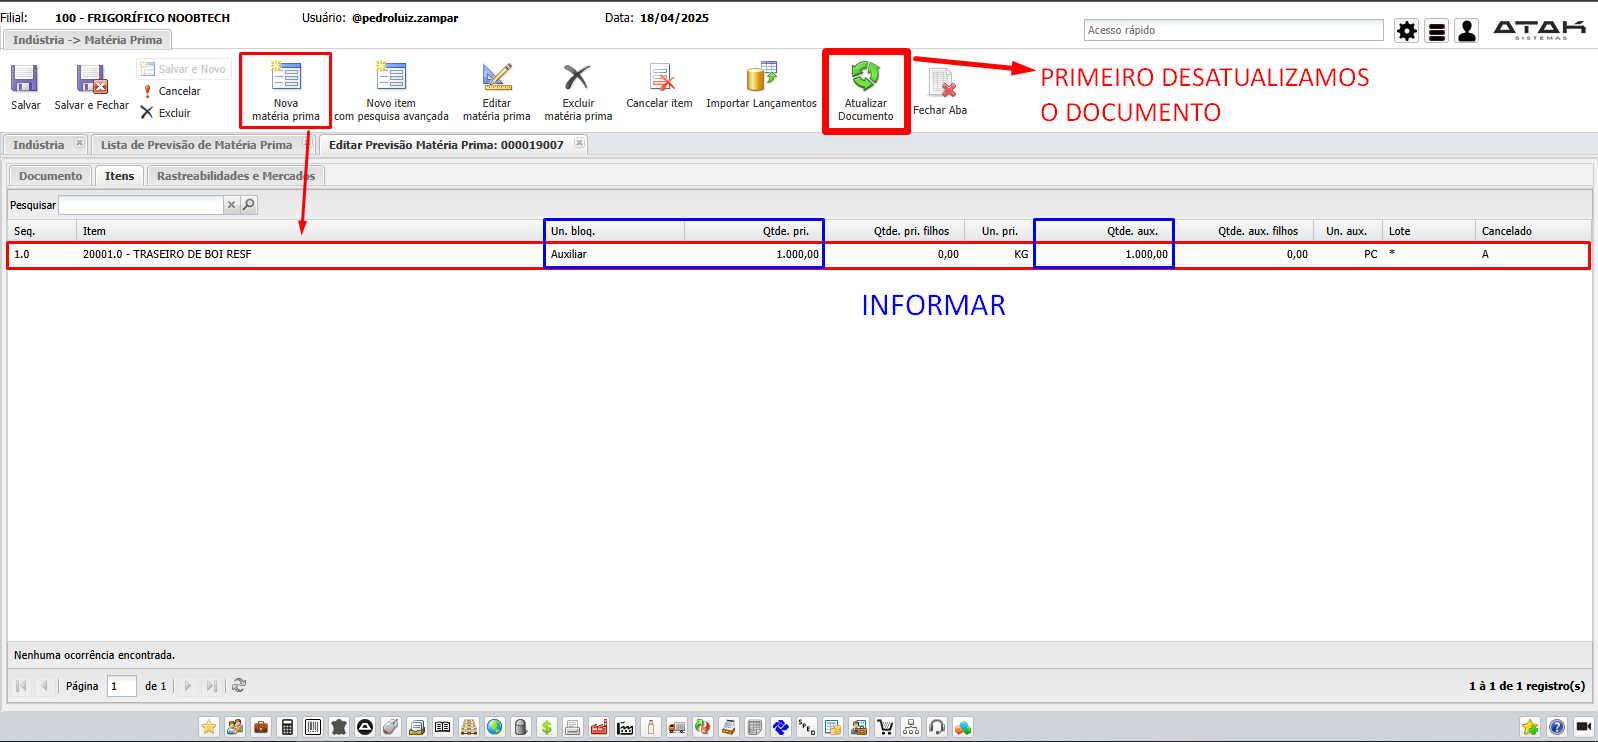 Filial: 100 - FRIGORÍFICO NOOBTECH Usuário: @pedroluiz.zampar Data: 18/04/2025
Indústria -> Matéria Prima
Acesso rápido
ATAK
SISTEMAS
Salvar
Salvar e Fechar
Salvar e Novo
Cancelar
Excluir
Nova
matéria prima
Novo item
com pesquisa avançada
Editar
matéria prima
Excluir
matéria prima
Cancelar item
Importar Lançamentos
Atualizar
Documento
Fechar Aba
PRIMEIRO DESATUALIZAMOS
O DOCUMENTO
Indústria Lista de Previsão de Matéria Prima Editar Previsão Matéria Prima: 000019007
Documento Itens Rastreabilidades e Mercados
Pesquisar
Seq. Item Un. bloq. Qtde. pri. Qtde. pri. filhos Un. pri. Qtde. aux. Qtde. aux. filhos Un. aux. Lote Cancelado
1.0 20001.0 - TRASEIRO DE BOI RESF Auxiliar 1.000,00 0,00 KG 1.000,00 0,00 PC * A
INFORMAR
Nenhuma ocorrência encontrada.
Página 1 de 1 1 à 1 de 1 registro(s)
SPED